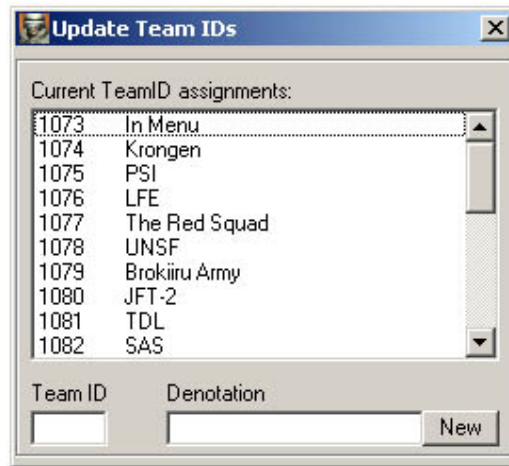 Update Team IDs
Current TeamID assignments:
1073 In Menu
1074 Krongen
1075 PSI
1076 LFE
1077 The Red Squad
1078 UNSF
1079 Brokiiru Army
1080 JFT-2
1081 TDL
1082 SAS
Team ID Denotation
New